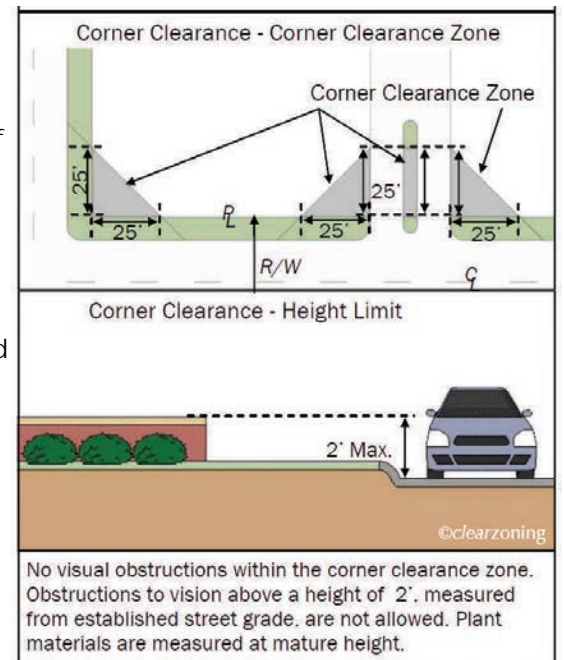 Corner Clearance - Corner Clearance Zone
Corner Clearance Zone
25'
25'
25'
25'
25'
PL
R/W
CL
Corner Clearance - Height Limit
2' Max.
©clearzoning
No visual obstructions within the corner clearance zone.
Obstructions to vision above a height of 2', measured
from established street grade, are not allowed. Plant
materials are measured at mature height.